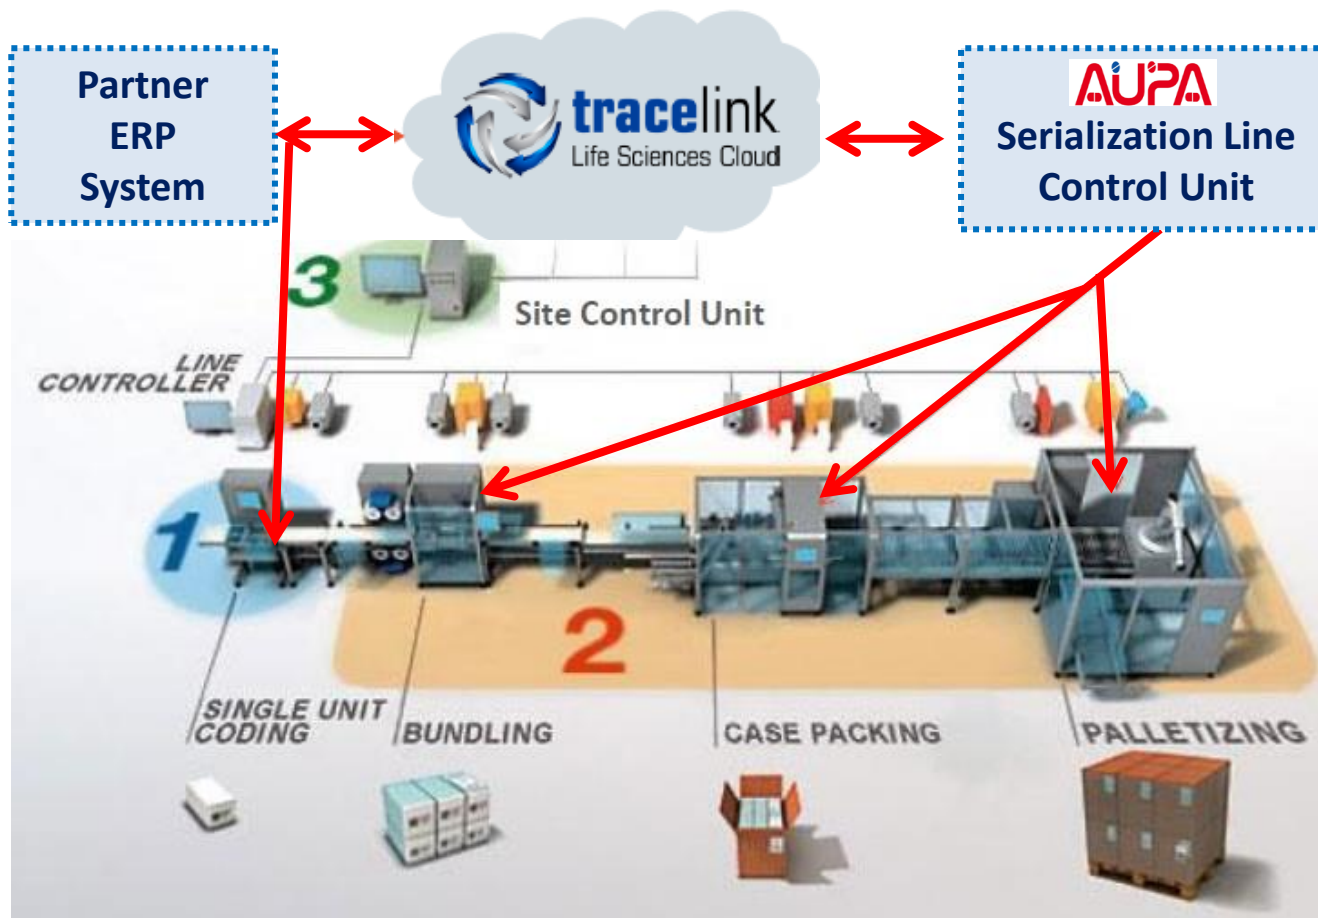 Partner
ERP
System
tracelink
Life Sciences Cloud
AUPA
Serialization Line
Control Unit
3
Site Control Unit
LINE
CONTROLLER
1
2
SINGLE UNIT
CODING
BUNDLING
CASE PACKING
PALLETIZING